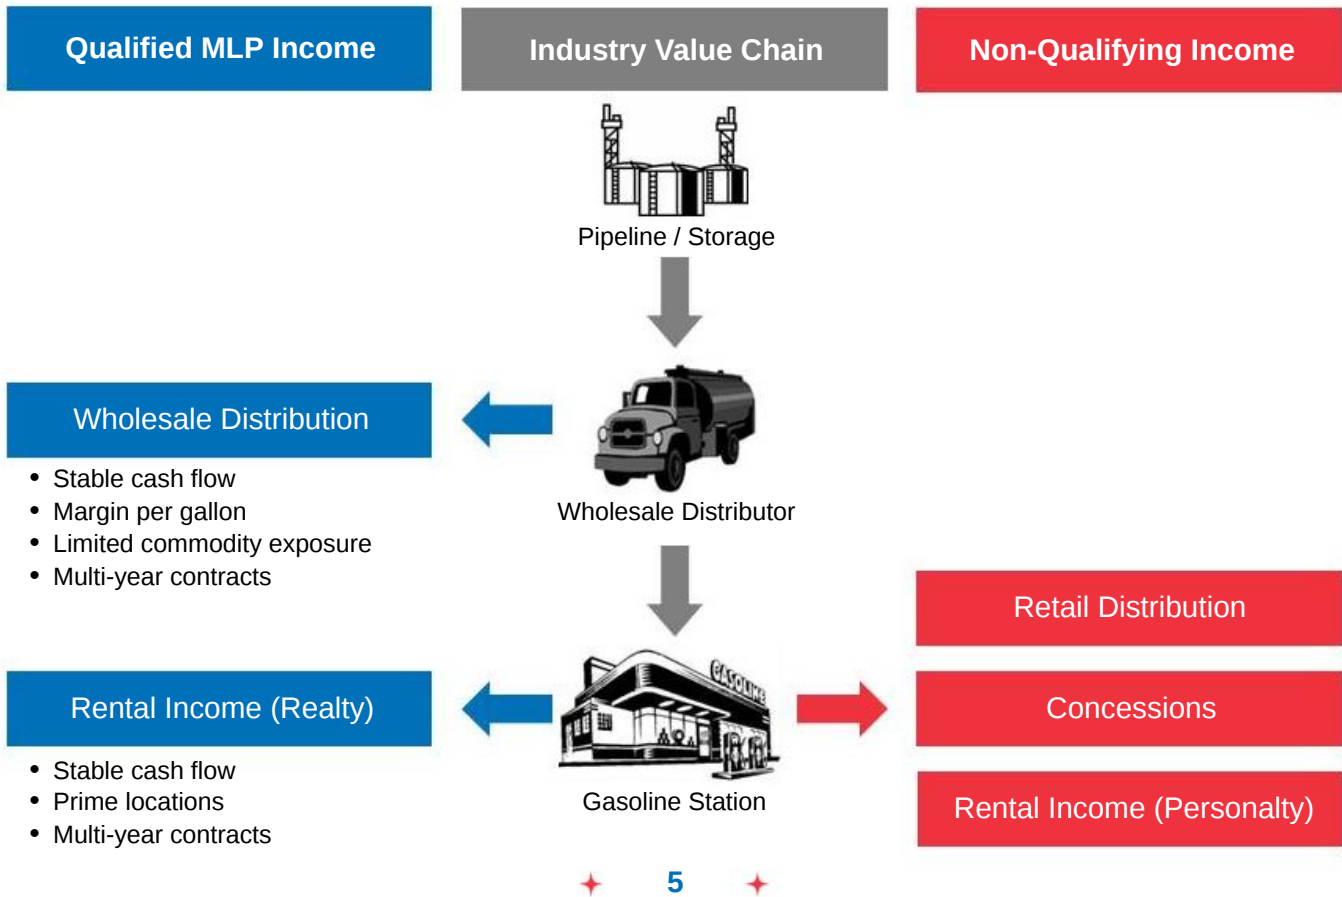 Qualified MLP Income
Industry Value Chain
Non-Qualifying Income
Pipeline / Storage
Wholesale Distribution
• Stable cash flow
• Margin per gallon
• Limited commodity exposure
• Multi-year contracts
Wholesale Distributor
Retail Distribution
Rental Income (Realty)
• Stable cash flow
• Prime locations
• Multi-year contracts
GASOLINE
Gasoline Station
Concessions
Rental Income (Personalty)
5